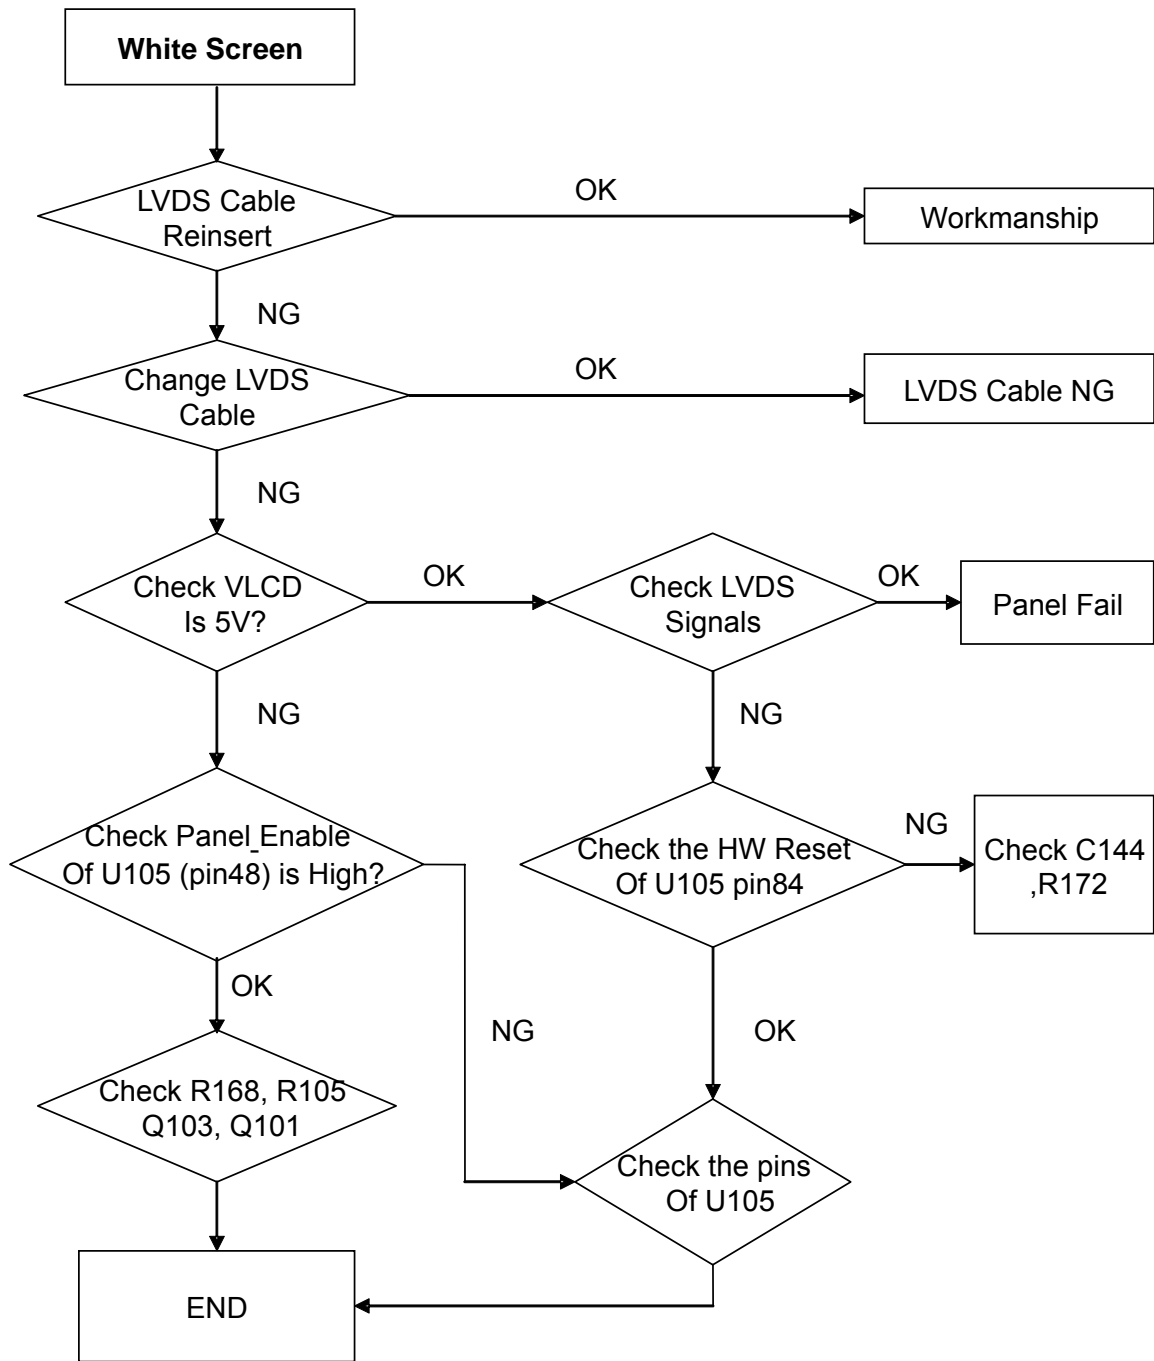 White Screen
LVDS Cable
Reinsert
OK
Workmanship
NG
Change LVDS
Cable
OK
LVDS Cable NG
NG
Check VLCD
Is 5V?
OK
Check LVDS
Signals
OK
Panel Fail
NG
NG
Check Panel_Enable
Of U105 (pin48) is High?
Check the HW Reset
Of U105 pin84
NG
Check C144
,R172
OK
NG
OK
Check R168, R105
Q103, Q101
Check the pins
Of U105
END